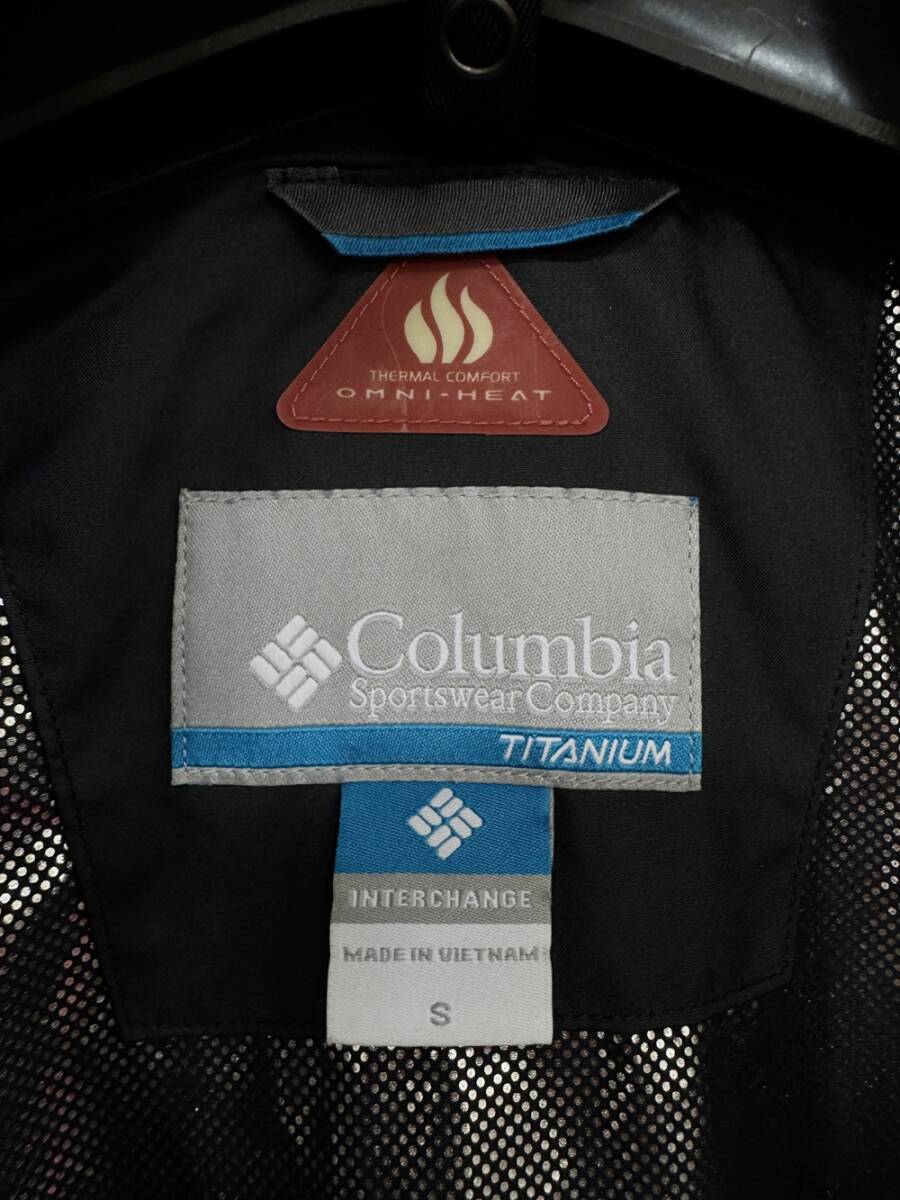 THERMAL COMFORT
OMNI-HEAT
Columbia
Sportswear Company
TITANIUM
INTERCHANGE
MADE IN VIETNAM
S